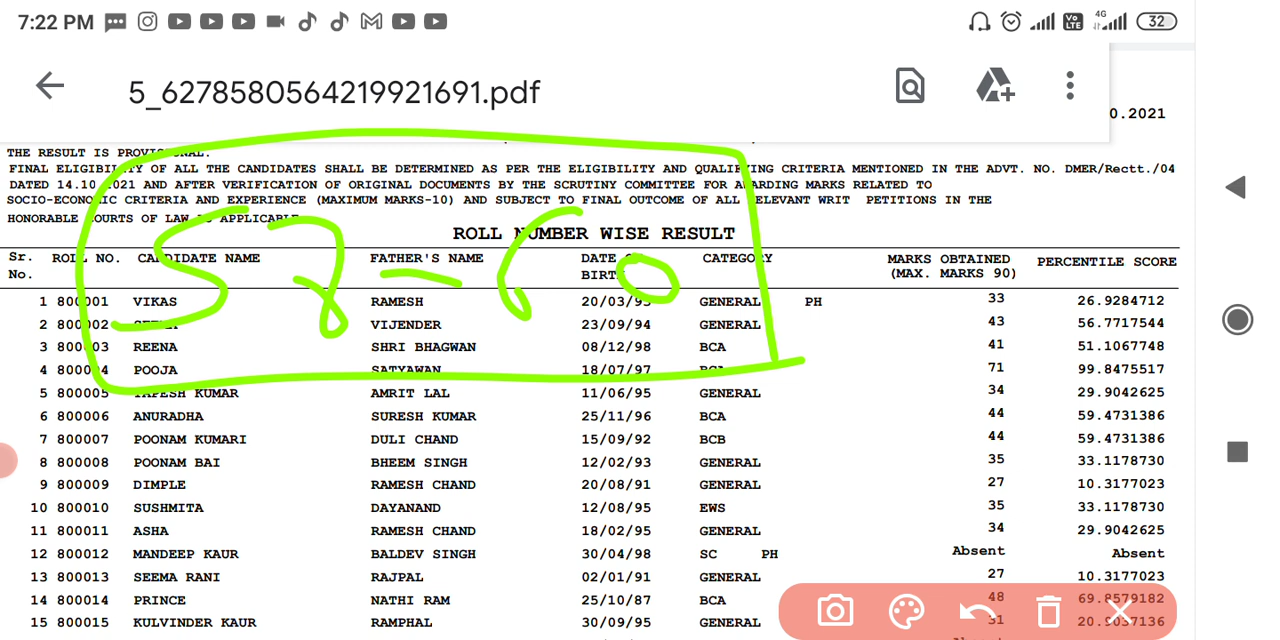 7:22 PM 4G VoLTE 32
5_6278580564219921691.pdf
0.2021
THE RESULT IS PROVISIONAL.
FINAL ELIGIBILITY OF ALL THE CANDIDATES SHALL BE DETERMINED AS PER THE ELIGIBILITY AND QUALIFYING CRITERIA MENTIONED IN THE ADVT. NO. DMER/Rectt./04
DATED 14.10.2021 AND AFTER VERIFICATION OF ORIGINAL DOCUMENTS BY THE SCRUTINY COMMITTEE FOR AWARDING MARKS RELATED TO
SOCIO-ECONOMIC CRITERIA AND EXPERIENCE (MAXIMUM MARKS-10) AND SUBJECT TO FINAL OUTCOME OF ALL RELEVANT WRIT PETITIONS IN THE
HONORABLE COURTS OF LAW AS APPLICABLE
ROLL NUMBER WISE RESULT
Sr. No. ROLL NO. CANDIDATE NAME FATHER'S NAME DATE OF BIRTH CATEGORY MARKS OBTAINED (MAX. MARKS 90) PERCENTILE SCORE
58-60
1 800001 VIKAS RAMESH 20/03/93 GENERAL PH 33 26.9284712
2 800002 VIJENDER 23/09/94 GENERAL 43 56.7717544
3 800003 REENA SHRI BHAGWAN 08/12/98 BCA 41 51.1067748
4 800004 POOJA SATYAWAN 18/07/97 BCA 71 99.8475517
5 800005 KUMAR AMRIT LAL 11/06/95 GENERAL 34 29.9042625
6 800006 ANURADHA SURESH KUMAR 25/11/96 BCA 44 59.4731386
7 800007 POONAM KUMARI DULI CHAND 15/09/92 BCB 44 59.4731386
8 800008 POONAM BAI BHEEM SINGH 12/02/93 GENERAL 35 33.1178730
9 800009 DIMPLE RAMESH CHAND 20/08/91 GENERAL 27 10.3177023
10 800010 SUSHMITA DAYANAND 12/08/95 EWS 35 33.1178730
11 800011 ASHA RAMESH CHAND 18/02/95 GENERAL 34 29.9042625
12 800012 MANDEEP KAUR BALDEV SINGH 30/04/98 SC PH Absent Absent
13 800013 SEEMA RANI RAJPAL 02/01/91 GENERAL 27 10.3177023
14 800014 PRINCE NATHI RAM 25/10/87 BCA 48 69.8579182
15 800015 KULVINDER KAUR RAMPHAL 30/09/95 GENERAL 31 20.9037136